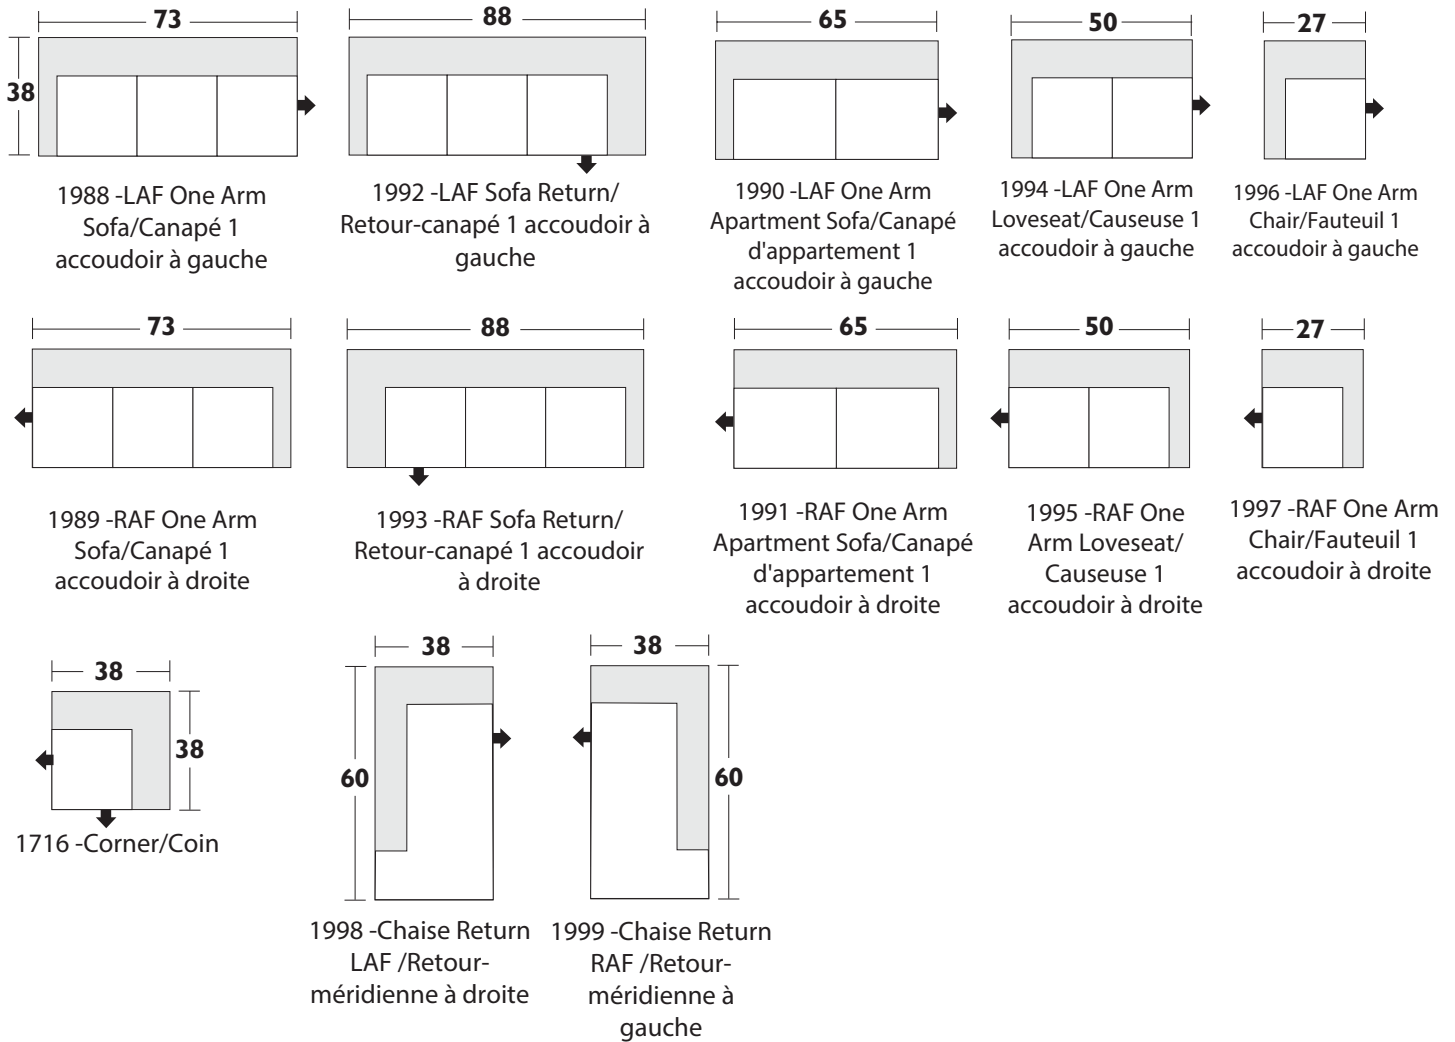 73
38
1988 -LAF One Arm
Sofa/Canapé 1
accoudoir à gauche
88
1992 -LAF Sofa Return/
Retour-canapé 1 accoudoir à
gauche
65
1990 -LAF One Arm
Apartment Sofa/Canapé
d'appartement 1
accoudoir à gauche
50
1994 -LAF One Arm
Loveseat/Causeuse 1
accoudoir à gauche
27
1996 -LAF One Arm
Chair/Fauteuil 1
accoudoir à gauche
73
1989 -RAF One Arm
Sofa/Canapé 1
accoudoir à droite
88
1993 -RAF Sofa Return/
Retour-canapé 1 accoudoir
à droite
65
1991 -RAF One Arm
Apartment Sofa/Canapé
d'appartement 1
accoudoir à droite
50
1995 -RAF One
Arm Loveseat/
Causeuse 1
accoudoir à droite
27
1997 -RAF One Arm
Chair/Fauteuil 1
accoudoir à droite
38
38
1716 -Corner/Coin
38
60
1998 -Chaise Return
LAF /Retour-
méridienne à droite
38
60
1999 -Chaise Return
RAF /Retour-
méridienne à
gauche